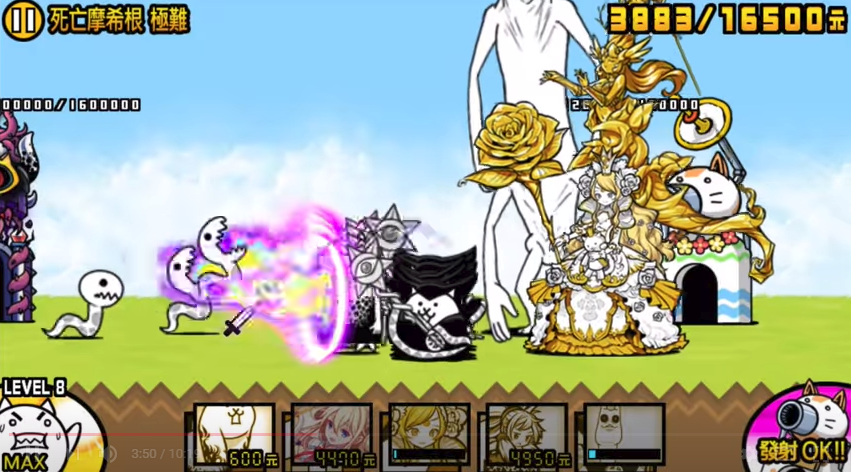 死亡摩希根 極難
3883/16500元
00000/1600000
LEVEL 8
MAX
600元
4470元
4950元
發射OK!!
3:50